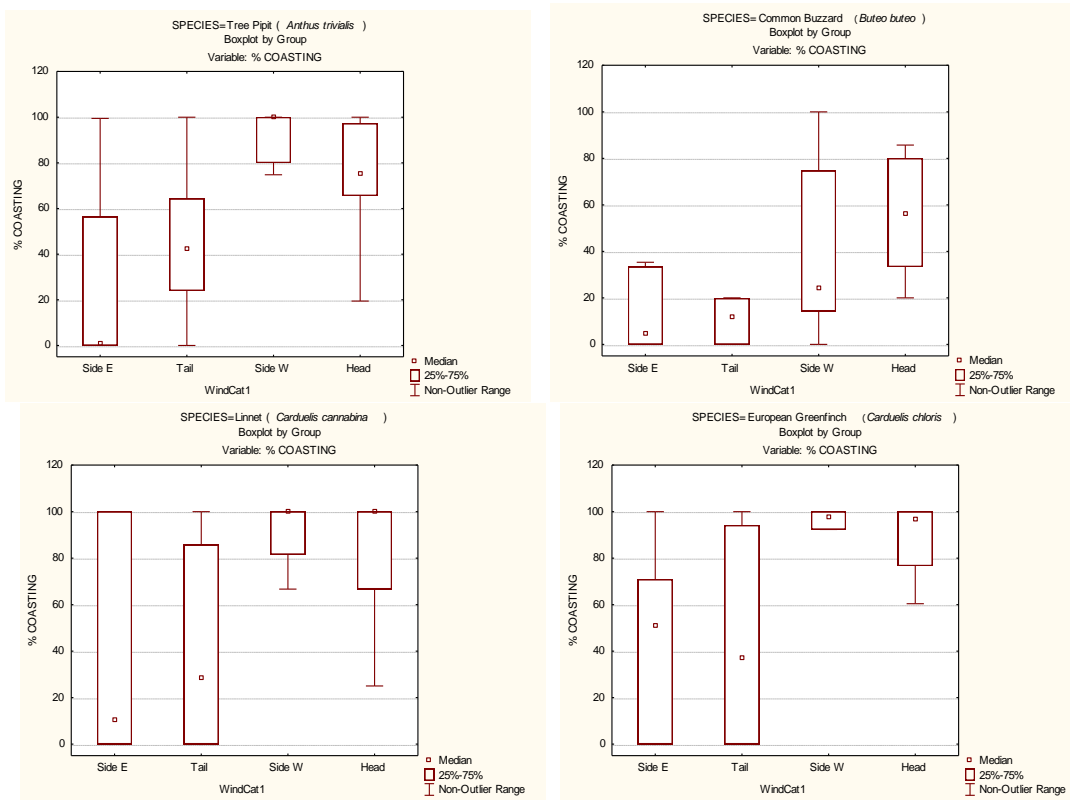 SPECIES=Tree Pipit ( Anthus trivialis )
Boxplot by Group
Variable: % COASTING
120
100
80
60
40
20
0
% COASTING
Side E Tail Side W Head
WindCat1
Median
25%-75%
Non-Outlier Range
SPECIES= Common Buzzard (Buteo buteo)
Boxplot by Group
Variable: % COASTING
120
100
80
60
40
20
0
% COASTING
Side E Tail Side W Head
WindCat1
Median
25%-75%
Non-Outlier Range
SPECIES=Linnet ( Carduelis cannabina )
Boxplot by Group
Variable: % COASTING
120
100
80
60
40
20
0
% COASTING
Side E Tail Side W Head
WindCat1
Median
25%-75%
Non-Outlier Range
SPECIES= European Greenfinch (Carduelis chloris )
Boxplot by Group
Variable: % COASTING
120
100
80
60
40
20
0
% COASTING
Side E Tail Side W Head
WindCat1
Median
25%-75%
Non-Outlier Range